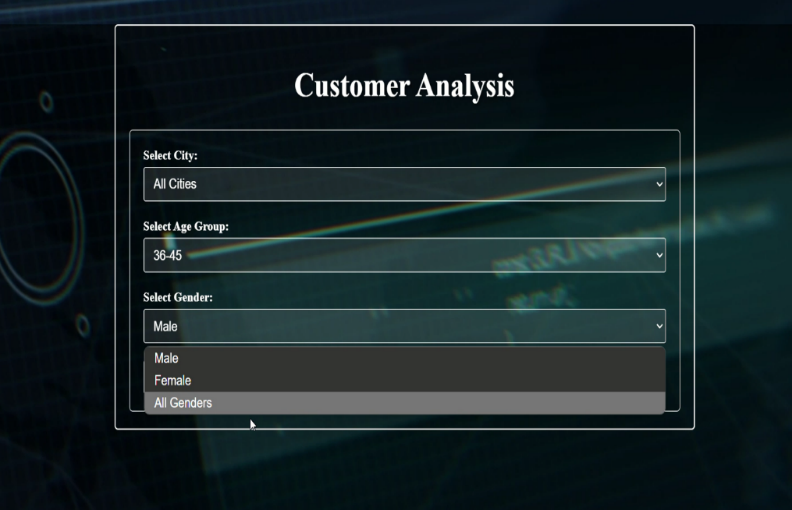 Customer Analysis
Select City:
All Cities
Select Age Group:
36-45
Select Gender:
Male
Male
Female
All Genders